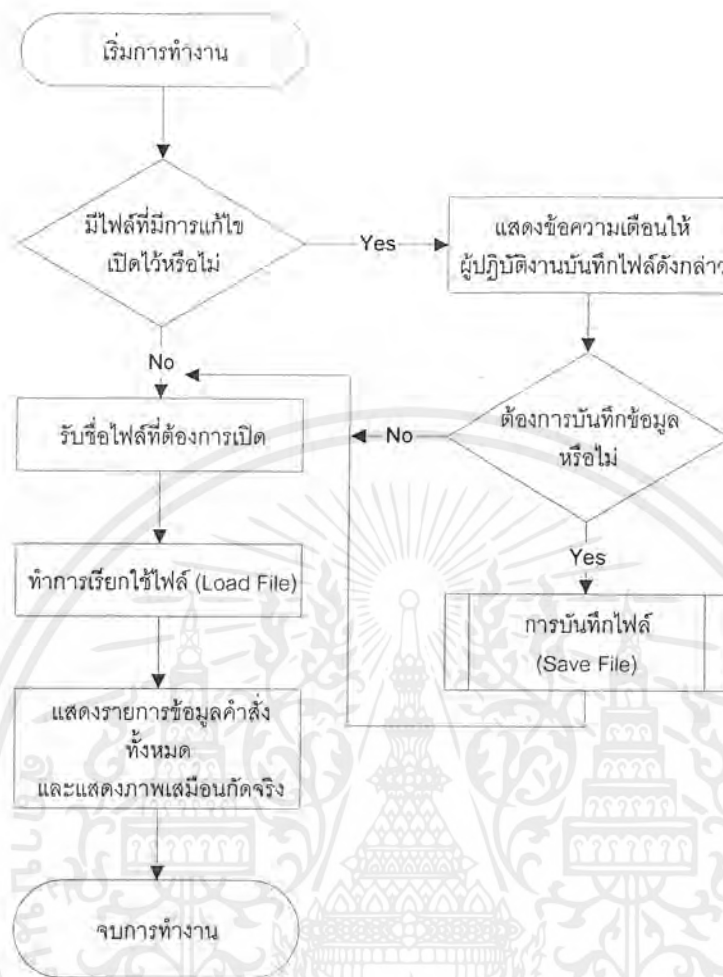 เริ่มการทำงาน
มีไฟล์ที่มีการแก้ไข
เปิดไว้หรือไม่
Yes
แสดงข้อความเตือนให้
ผู้ปฏิบัติงานบันทึกไฟล์ดังกล่าว
No
ต้องการบันทึกข้อมูล
หรือไม่
No
รับชื่อไฟล์ที่ต้องการเปิด
Yes
ทำการเรียกใช้ไฟล์ (Load File)
การบันทึกไฟล์
(Save File)
แสดงรายการข้อมูลคำสั่ง
ทั้งหมด
และแสดงภาพเสมือนกัดจริง
จบการทำงาน